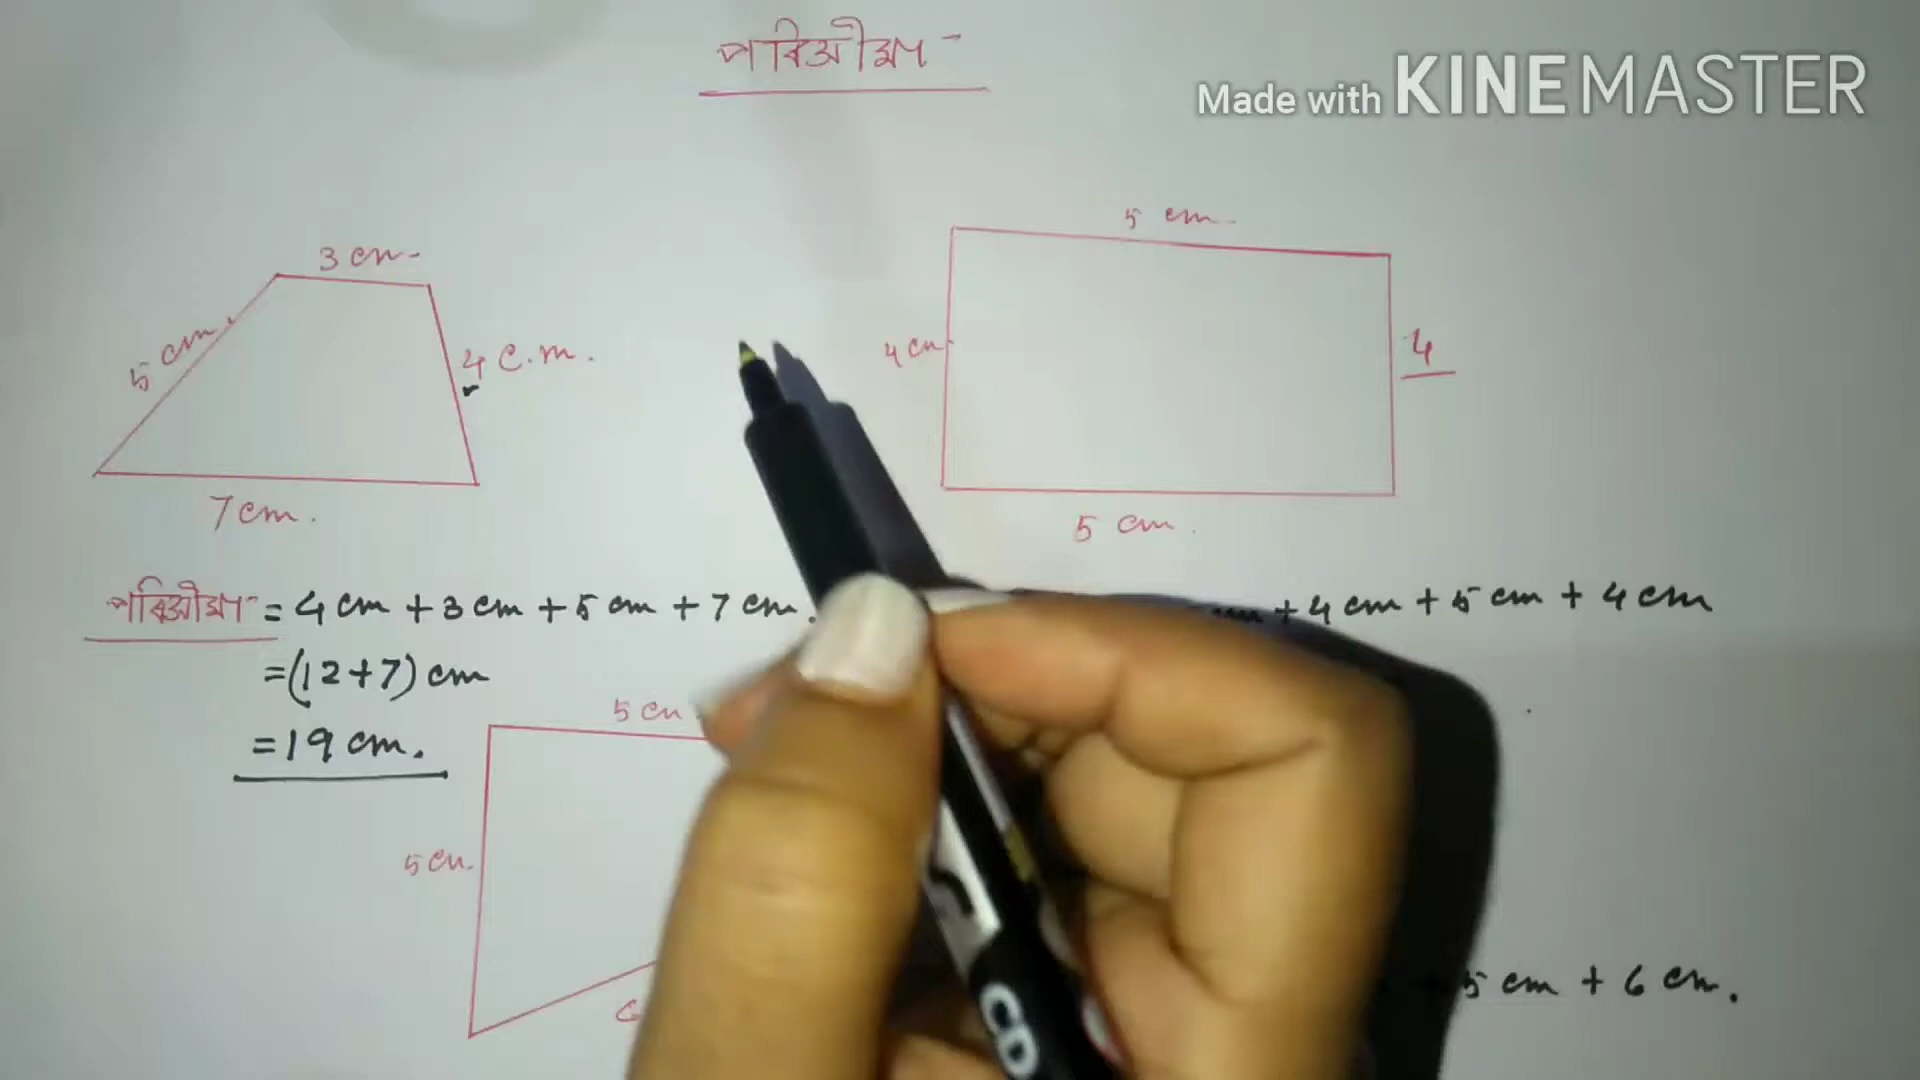 পৰিসীমা -
Made with KINEMASTER
5 cm.
3 cm.
5 cm.
4 c.m.
4 cm
4
7 cm.
5 cm.
পৰিসীমা = 4 cm + 3 cm + 5 cm + 7 cm.
+ 4 cm + 5 cm + 4 cm
= (12+7) cm
= 19 cm.
5 cm
5 cm.
5 cm + 6 cm.
CD